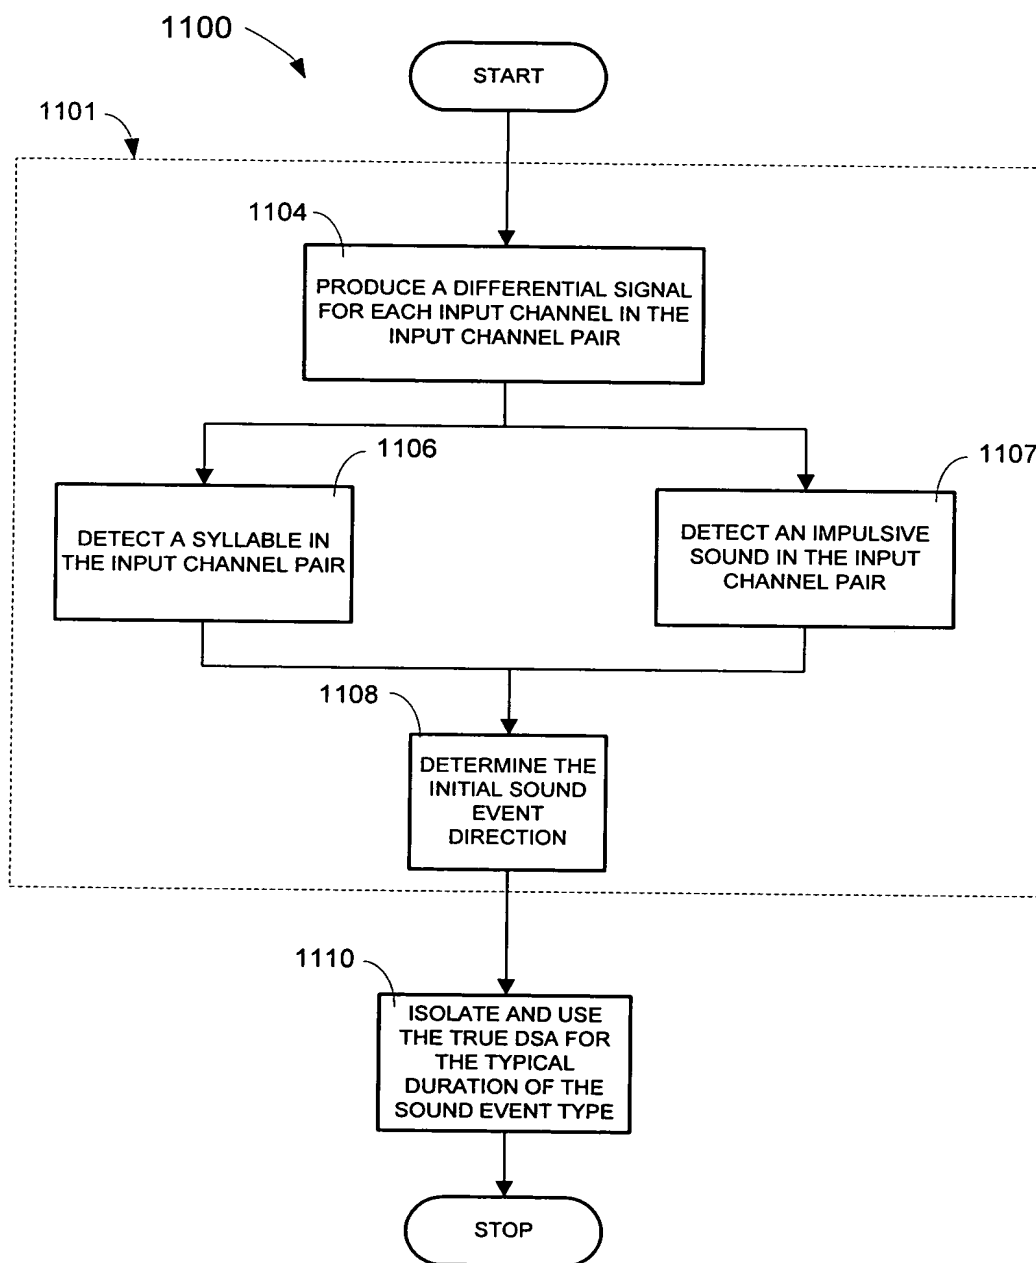 1100
START
1101
1104
PRODUCE A DIFFERENTIAL SIGNAL
FOR EACH INPUT CHANNEL IN THE
INPUT CHANNEL PAIR
1106
1107
DETECT A SYLLABLE IN
THE INPUT CHANNEL PAIR
DETECT AN IMPULSIVE
SOUND IN THE INPUT
CHANNEL PAIR
1108
DETERMINE THE
INITIAL SOUND
EVENT
DIRECTION
1110
ISOLATE AND USE
THE TRUE DSA FOR
THE TYPICAL
DURATION OF THE
SOUND EVENT TYPE
STOP